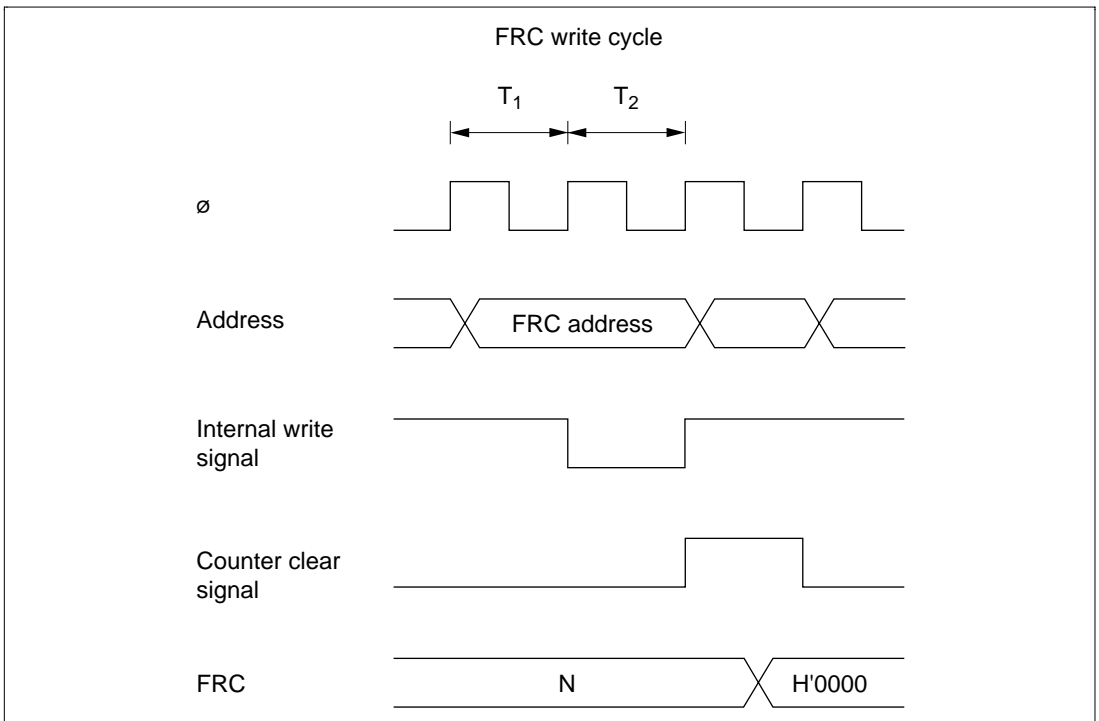 FRC write cycle
T1 T2
ø
Address
FRC address
Internal write
signal
Counter clear
signal
FRC
N
H'0000